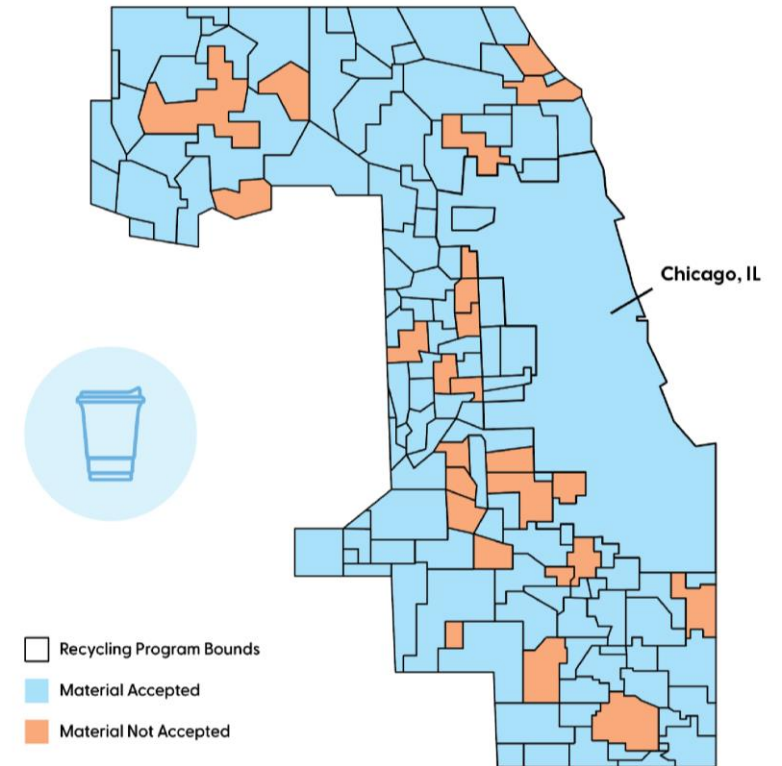 Chicago, IL
Recycling Program Bounds
Material Accepted
Material Not Accepted